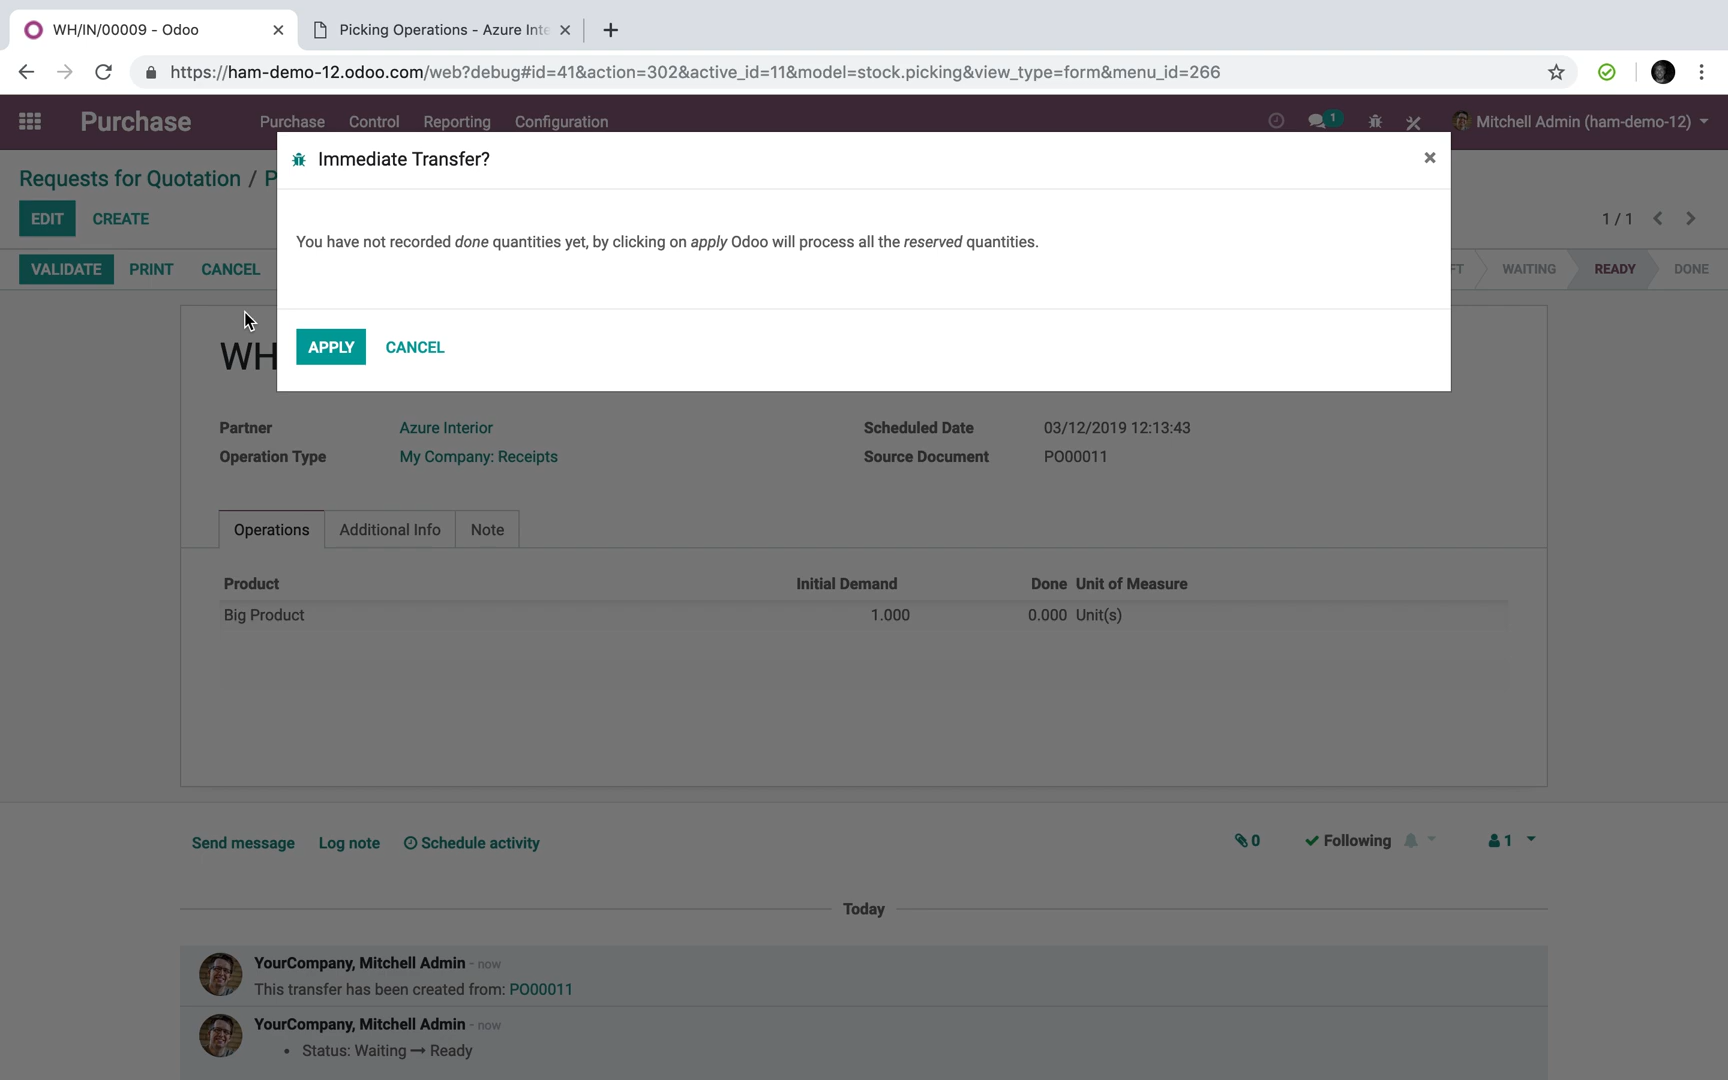 WH/IN/00009 - Odoo
Picking Operations - Azure Inte
https://ham-demo-12.odoo.com/web?debug#id=41&action=302&active_id=11&model=stock.picking&view_type=form&menu_id=266
Purchase Purchase Control Reporting Configuration 1 Mitchell Admin (ham-demo-12)
Immediate Transfer?
Requests for Quotation / P
EDIT CREATE 1 / 1
You have not recorded done quantities yet, by clicking on apply Odoo will process all the reserved quantities.
VALIDATE PRINT CANCEL FT WAITING READY DONE
APPLY CANCEL
WH
Partner Azure Interior Scheduled Date 03/12/2019 12:13:43
Operation Type My Company: Receipts Source Document PO00011
Operations Additional Info Note
Product Initial Demand Done Unit of Measure
Big Product 1.000 0.000 Unit(s)
Send message Log note Schedule activity 0 Following 1
Today
YourCompany, Mitchell Admin - now
This transfer has been created from: PO00011
YourCompany, Mitchell Admin - now
• Status: Waiting → Ready